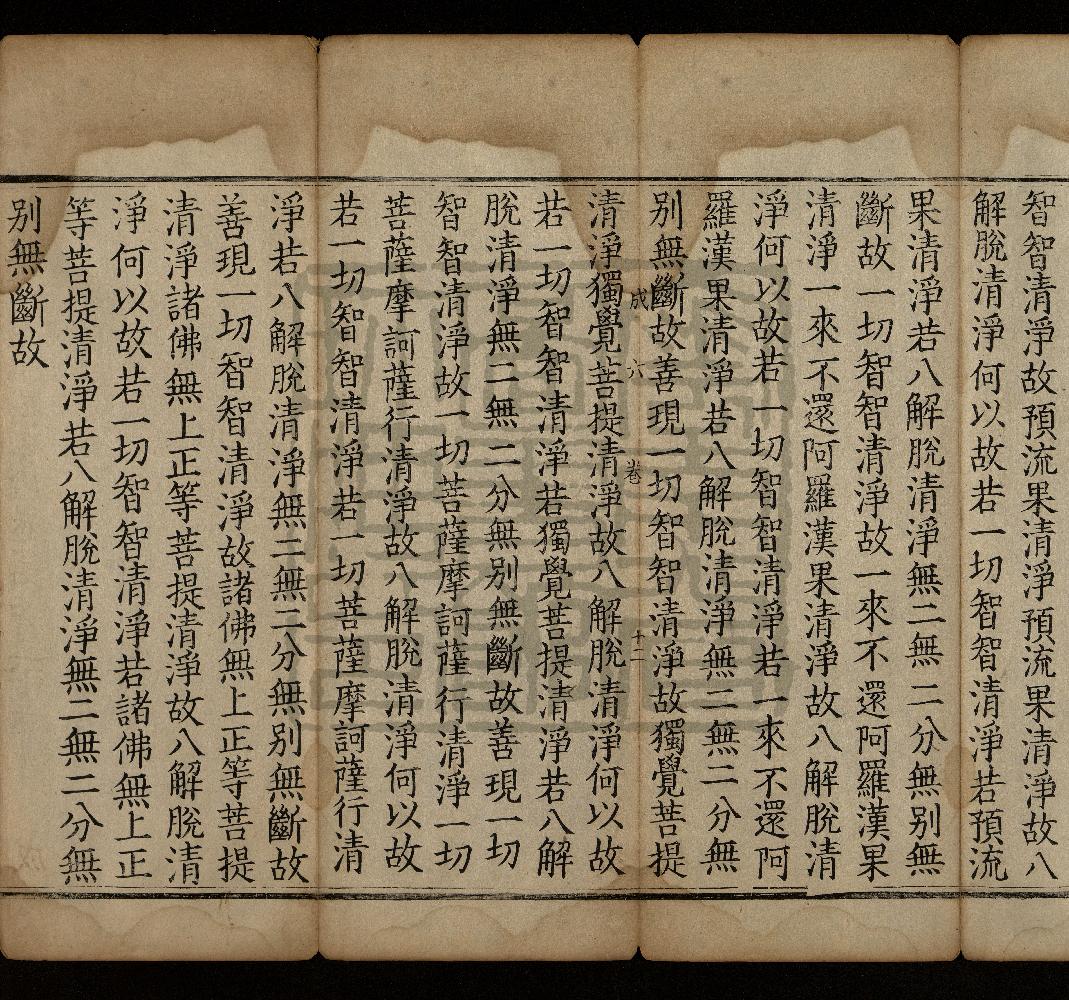 智智清淨故預流果清淨預流果清淨故八
解脫清淨何以故若一切智智清淨若預流
果清淨若八解脫清淨無二無二分無別無
斷故一切智智清淨故一來不還阿羅漢果
清淨一來不還阿羅漢果清淨故八解脫清
淨何以故若一切智智清淨若一來不還阿
羅漢果清淨若八解脫清淨無二無二分無
別無斷故善現一切智智清淨故獨覺菩提
成 六 卷 十二
清淨獨覺菩提清淨故八解脫清淨何以故
若一切智智清淨若獨覺菩提清淨若八解
脫清淨無二無二分無別無斷故善現一切
智智清淨故一切菩薩摩訶薩行清淨一切
菩薩摩訶薩行清淨故八解脫清淨何以故
若一切智智清淨若一切菩薩摩訶薩行清
淨若八解脫清淨無二無二分無別無斷故
善現一切智智清淨故諸佛無上正等菩提
清淨諸佛無上正等菩提清淨故八解脫清
淨何以故若一切智智清淨若諸佛無上正
等菩提清淨若八解脫清淨無二無二分無
別無斷故